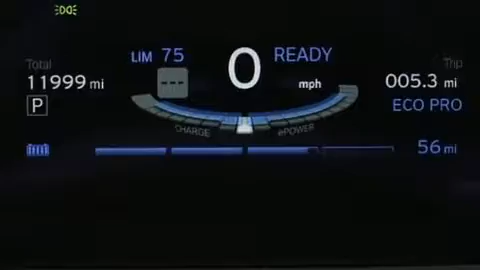 LIM 75
0
READY
Total
11999 mi
---
mph
Trip
005.3 mi
P
ECO PRO
CHARGE
ePOWER
56 mi